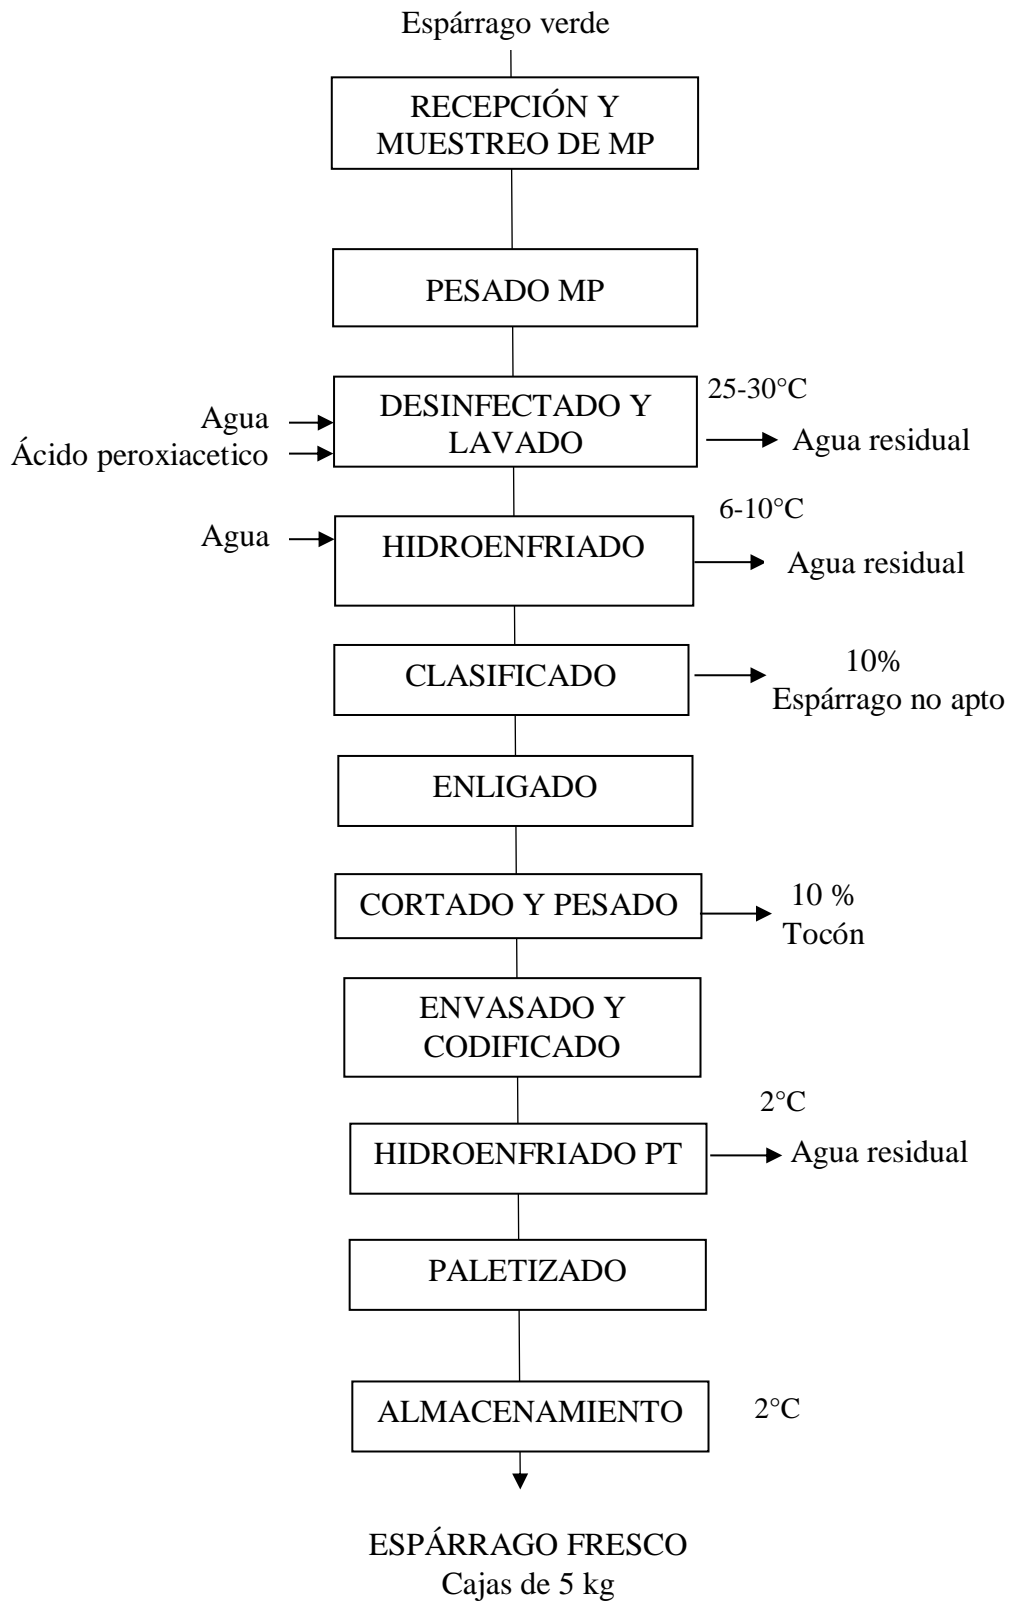 Espárrago verde
RECEPCIÓN Y
MUESTREO DE MP
PESADO MP
25-30°C
DESINFECTADO Y
LAVADO
Agua
Ácido peroxiacetico
Agua residual
6-10°C
Agua
HIDROENFRIADO
Agua residual
CLASIFICADO
10%
Espárrago no apto
ENLIGADO
CORTADO Y PESADO
10 %
Tocón
ENVASADO Y
CODIFICADO
2°C
HIDROENFRIADO PT
Agua residual
PALETIZADO
ALMACENAMIENTO
2°C
ESPÁRRAGO FRESCO
Cajas de 5 kg